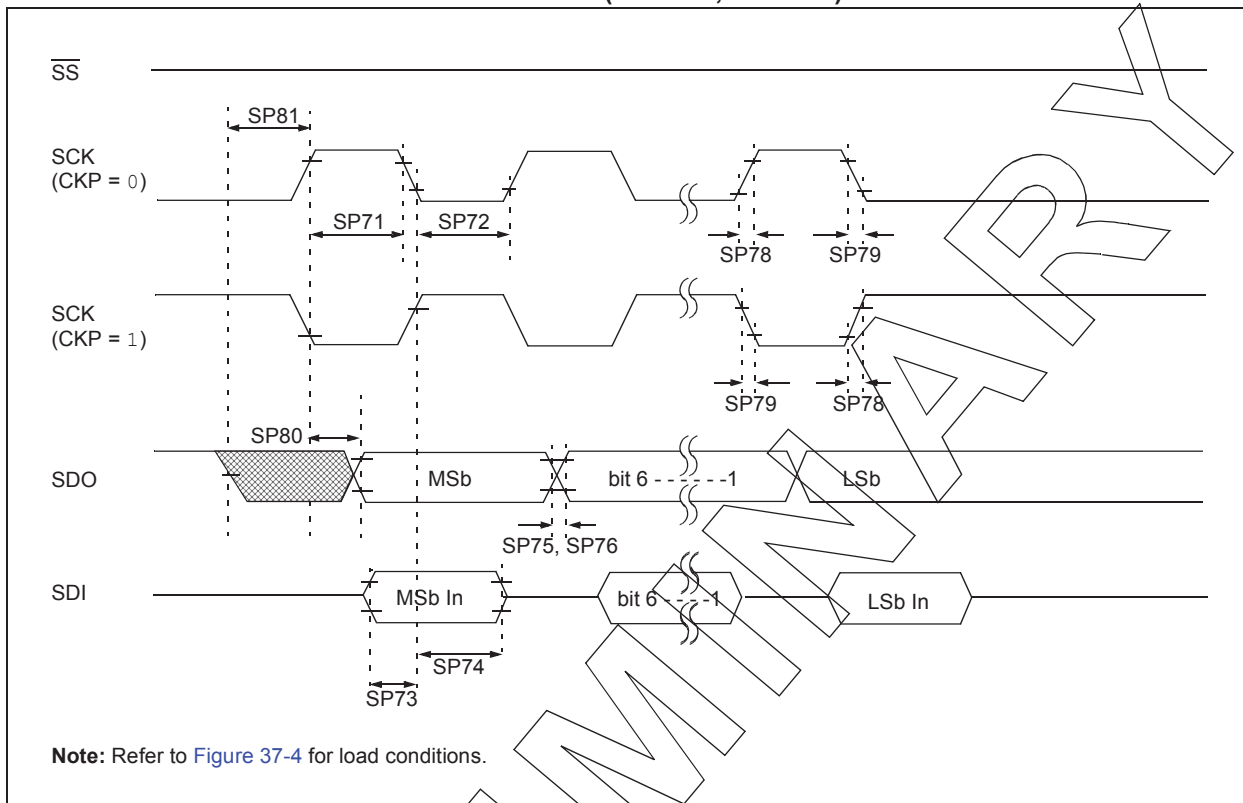 SS
SP81
SCK
(CKP = 0)
SP71
SP72
SP78
SP79
SCK
(CKP = 1)
SP79
SP78
SP80
SDO
MSb
bit 6 - - - - - -1
LSb
SP75, SP76
SDI
MSb In
bit 6 - - - -1
LSb In
SP74
SP73
Note: Refer to Figure 37-4 for load conditions.